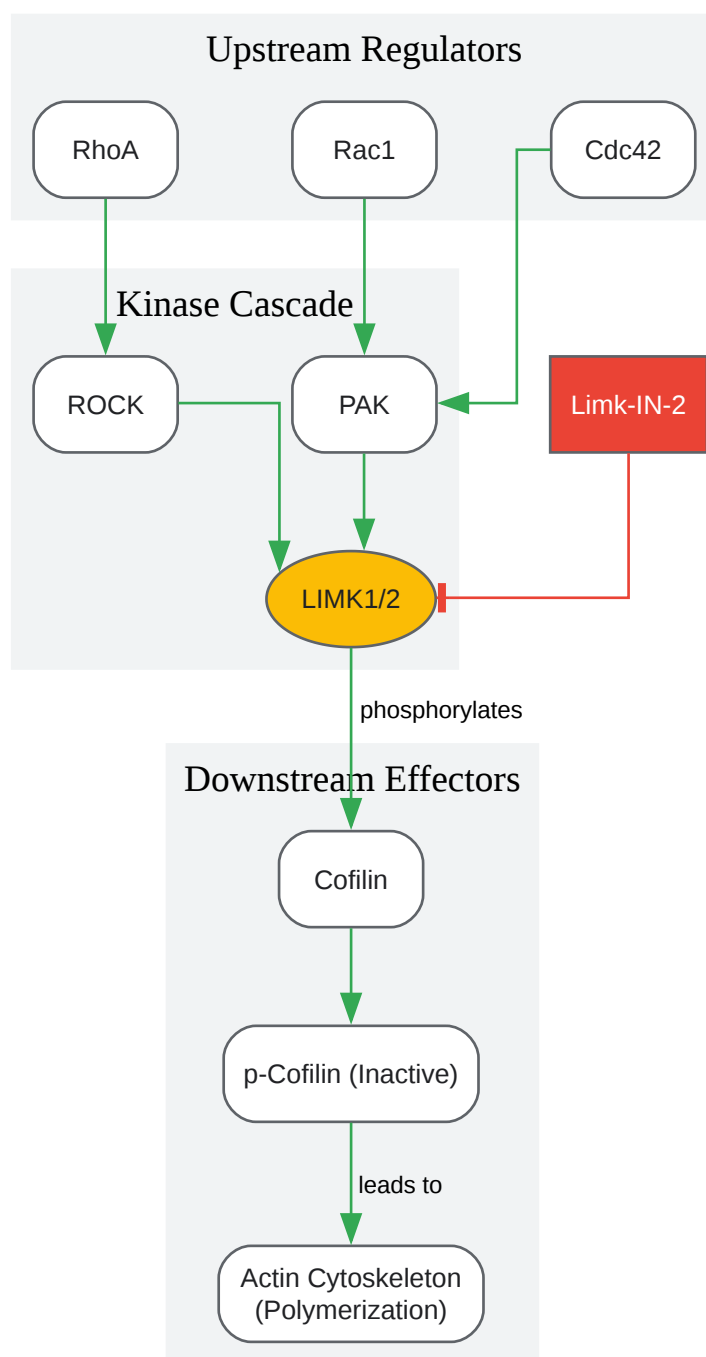 Upstream Regulators
RhoA
Rac1
Cdc42
Kinase Cascade
ROCK
PAK
Limk-IN-2
LIMK1/2
phosphorylates
Downstream Effectors
Cofilin
p-Cofilin (Inactive)
leads to
Actin Cytoskeleton
(Polymerization)